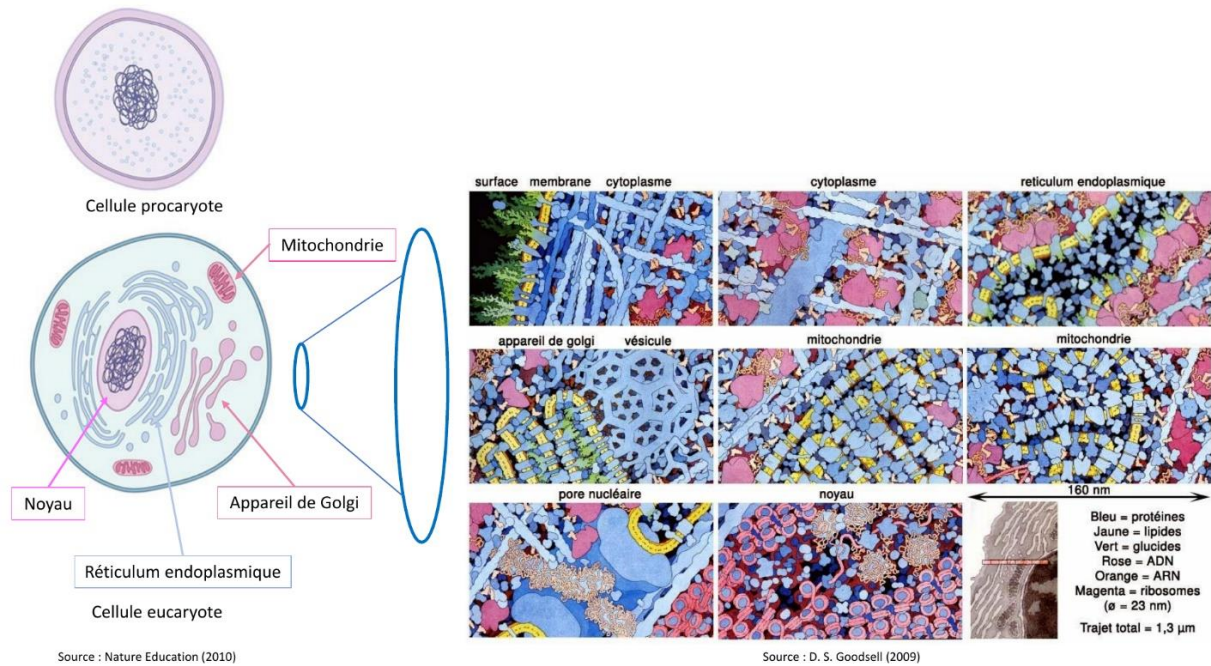 Cellule procaryote
Mitochondrie
Noyau
Appareil de Golgi
Réticulum endoplasmique
Cellule eucaryote
Source : Nature Education (2010)
surface membrane cytoplasme
cytoplasme
reticulum endoplasmique
appareil de golgi vésicule
mitochondrie
mitochondrie
pore nucléaire
noyau
160 nm
Bleu = protéines
Jaune = lipides
Vert = glucides
Rose = ADN
Orange = ARN
Magenta = ribosomes
(ø = 23 nm)
Trajet total = 1,3 µm
Source : D. S. Goodsell (2009)